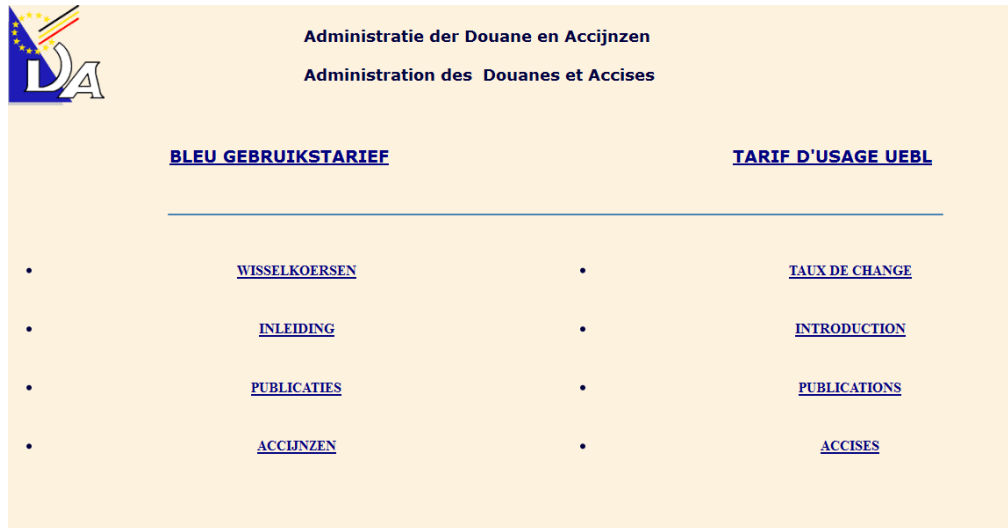 DA
Administratie der Douane en Accijnzen
Administration des Douanes et Accises
BLEU GEBRUIKSTARIEF
TARIF D'USAGE UEBL
WISSELKOERSEN
TAUX DE CHANGE
INLEIDING
INTRODUCTION
PUBLICATIES
PUBLICATIONS
ACCIJNZEN
ACCISES